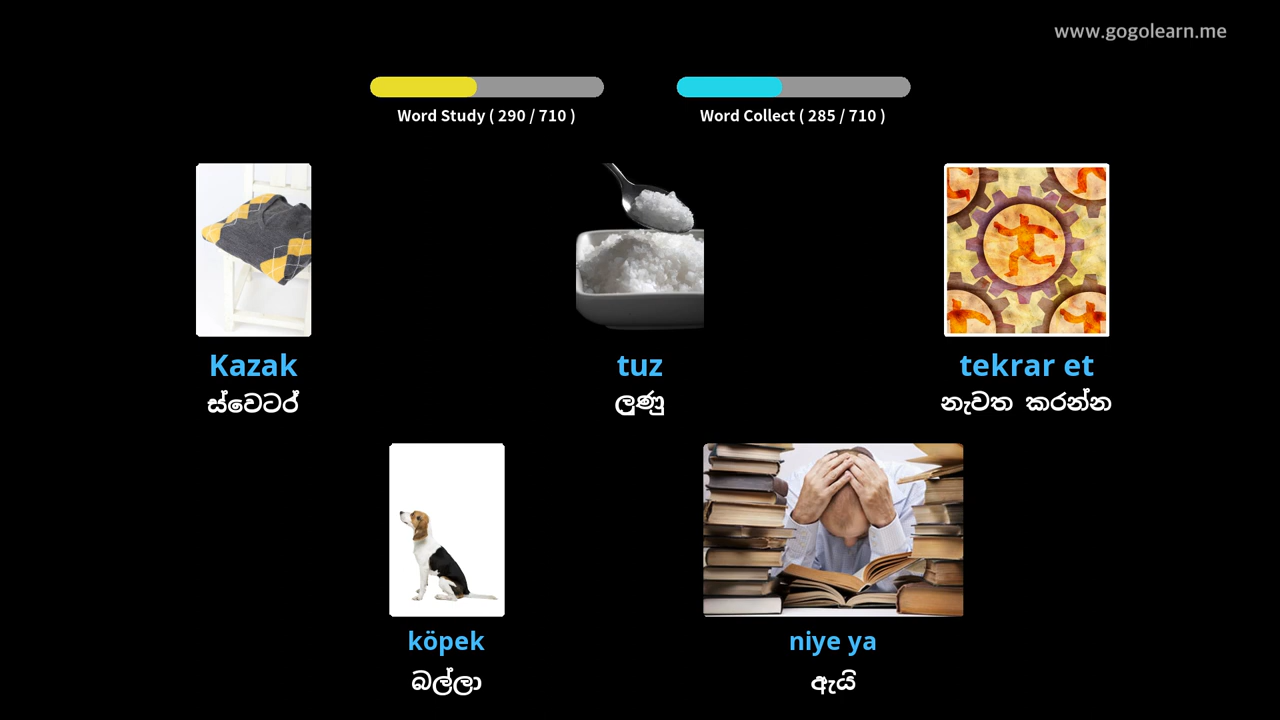 www.gogolearn.me
Word Study ( 290 / 710 )
Word Collect ( 285 / 710 )
Kazak
ස්වෙටර්
tuz
ලුණු
tekrar et
නැවත කරන්න
köpek
බල්ලා
niye ya
ඇයි